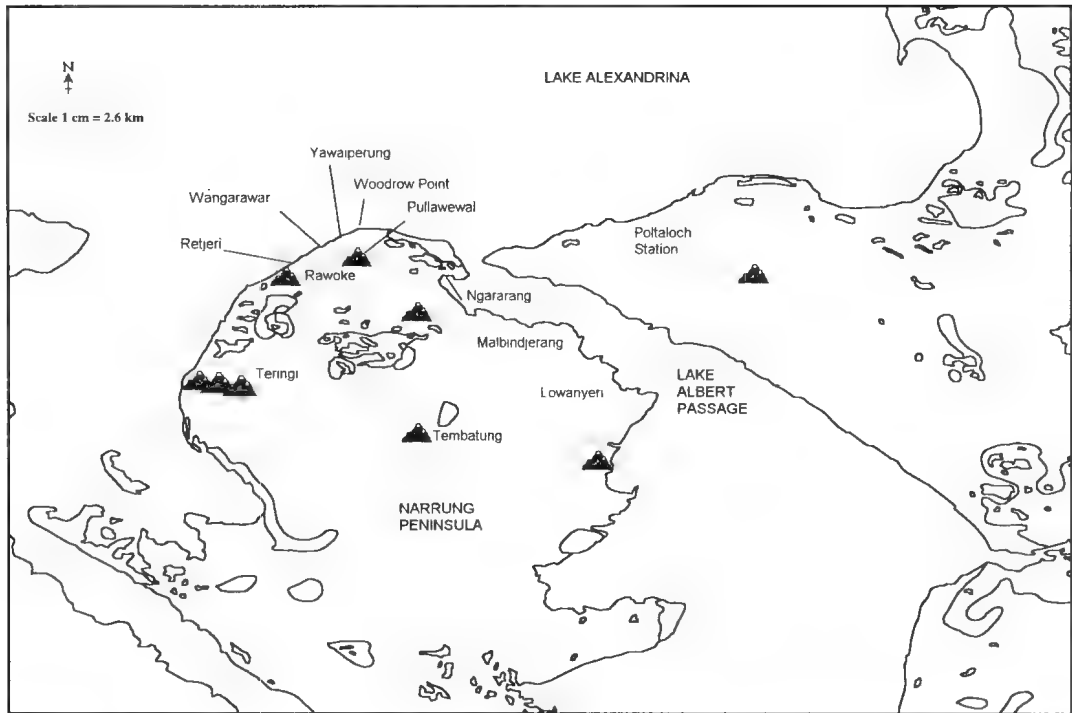 N
LAKE ALEXANDRINA
Scale 1 cm = 2.6 km
Yawaiperung
Woodrow Point
Wangarawar
Pullawewal
Retjeri
Poltaloch
Station
Rawoke
Ngararang
Malbindjerang
Teringi
LAKE
ALBERT
PASSAGE
Lowanyeri
Tembatung
NARRUNG
PENINSULA